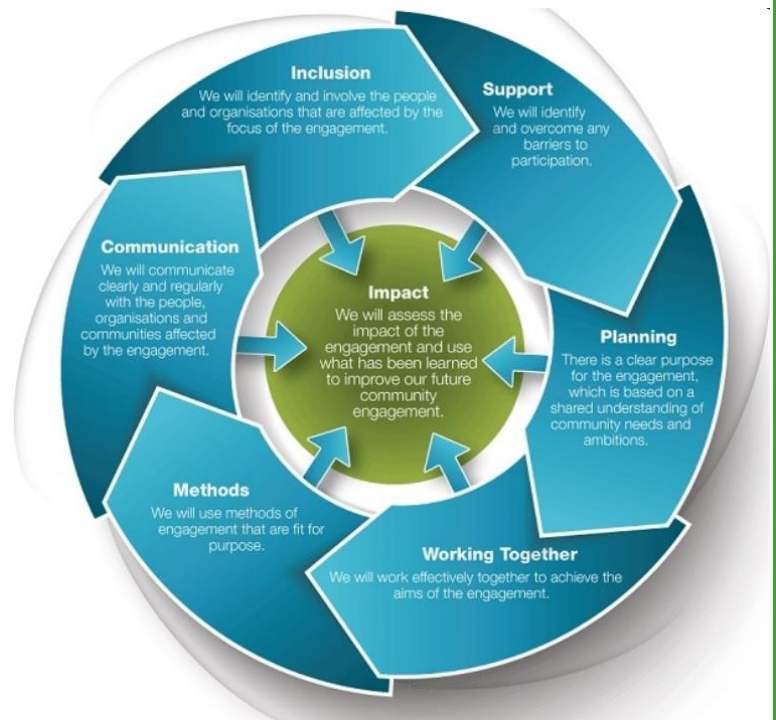 Inclusion
We will identify and involve the people
and organisations that are affected by the
focus of the engagement.
Support
We will identify
and overcome any
barriers to
participation.
Planning
There is a clear purpose
for the engagement,
which is based on a
shared understanding of
community needs and
ambitions.
Working Together
We will work effectively together to achieve the
aims of the engagement.
Methods
We will use methods of
engagement that are fit for
purpose.
Communication
We will communicate
clearly and regularly
with the people,
organisations and
communities affected
by the engagement.
Impact
We will assess the
impact of the
engagement and use
what has been learned
to improve our future
community
engagement.